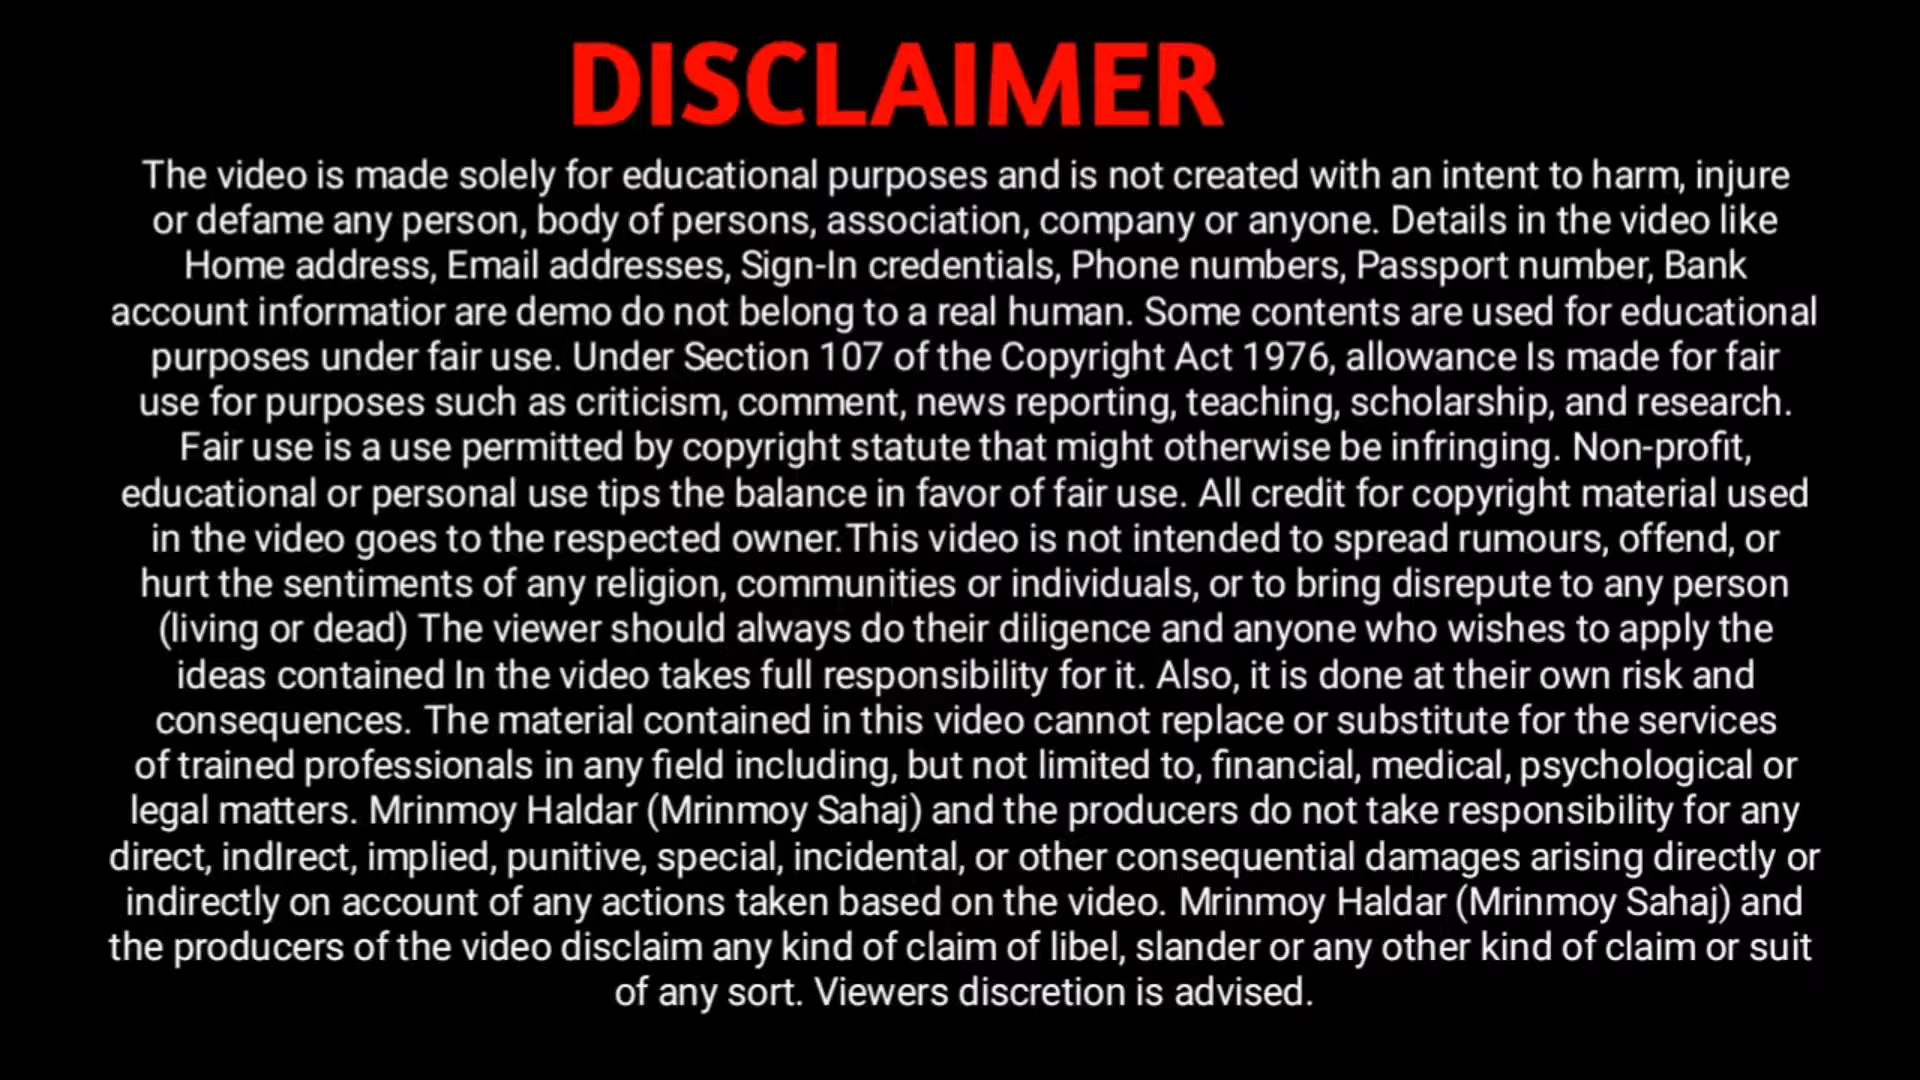 DISCLAIMER
The video is made solely for educational purposes and is not created with an intent to harm, injure
or defame any person, body of persons, association, company or anyone. Details in the video like
Home address, Email addresses, Sign-In credentials, Phone numbers, Passport number, Bank
account informatior are demo do not belong to a real human. Some contents are used for educational
purposes under fair use. Under Section 107 of the Copyright Act 1976, allowance Is made for fair
use for purposes such as criticism, comment, news reporting, teaching, scholarship, and research.
Fair use is a use permitted by copyright statute that might otherwise be infringing. Non-profit,
educational or personal use tips the balance in favor of fair use. All credit for copyright material used
in the video goes to the respected owner.This video is not intended to spread rumours, offend, or
hurt the sentiments of any religion, communities or individuals, or to bring disrepute to any person
(living or dead) The viewer should always do their diligence and anyone who wishes to apply the
ideas contained In the video takes full responsibility for it. Also, it is done at their own risk and
consequences. The material contained in this video cannot replace or substitute for the services
of trained professionals in any field including, but not limited to, financial, medical, psychological or
legal matters. Mrinmoy Haldar (Mrinmoy Sahaj) and the producers do not take responsibility for any
direct, indIrect, implied, punitive, special, incidental, or other consequential damages arising directly or
indirectly on account of any actions taken based on the video. Mrinmoy Haldar (Mrinmoy Sahaj) and
the producers of the video disclaim any kind of claim of libel, slander or any other kind of claim or suit
of any sort. Viewers discretion is advised.